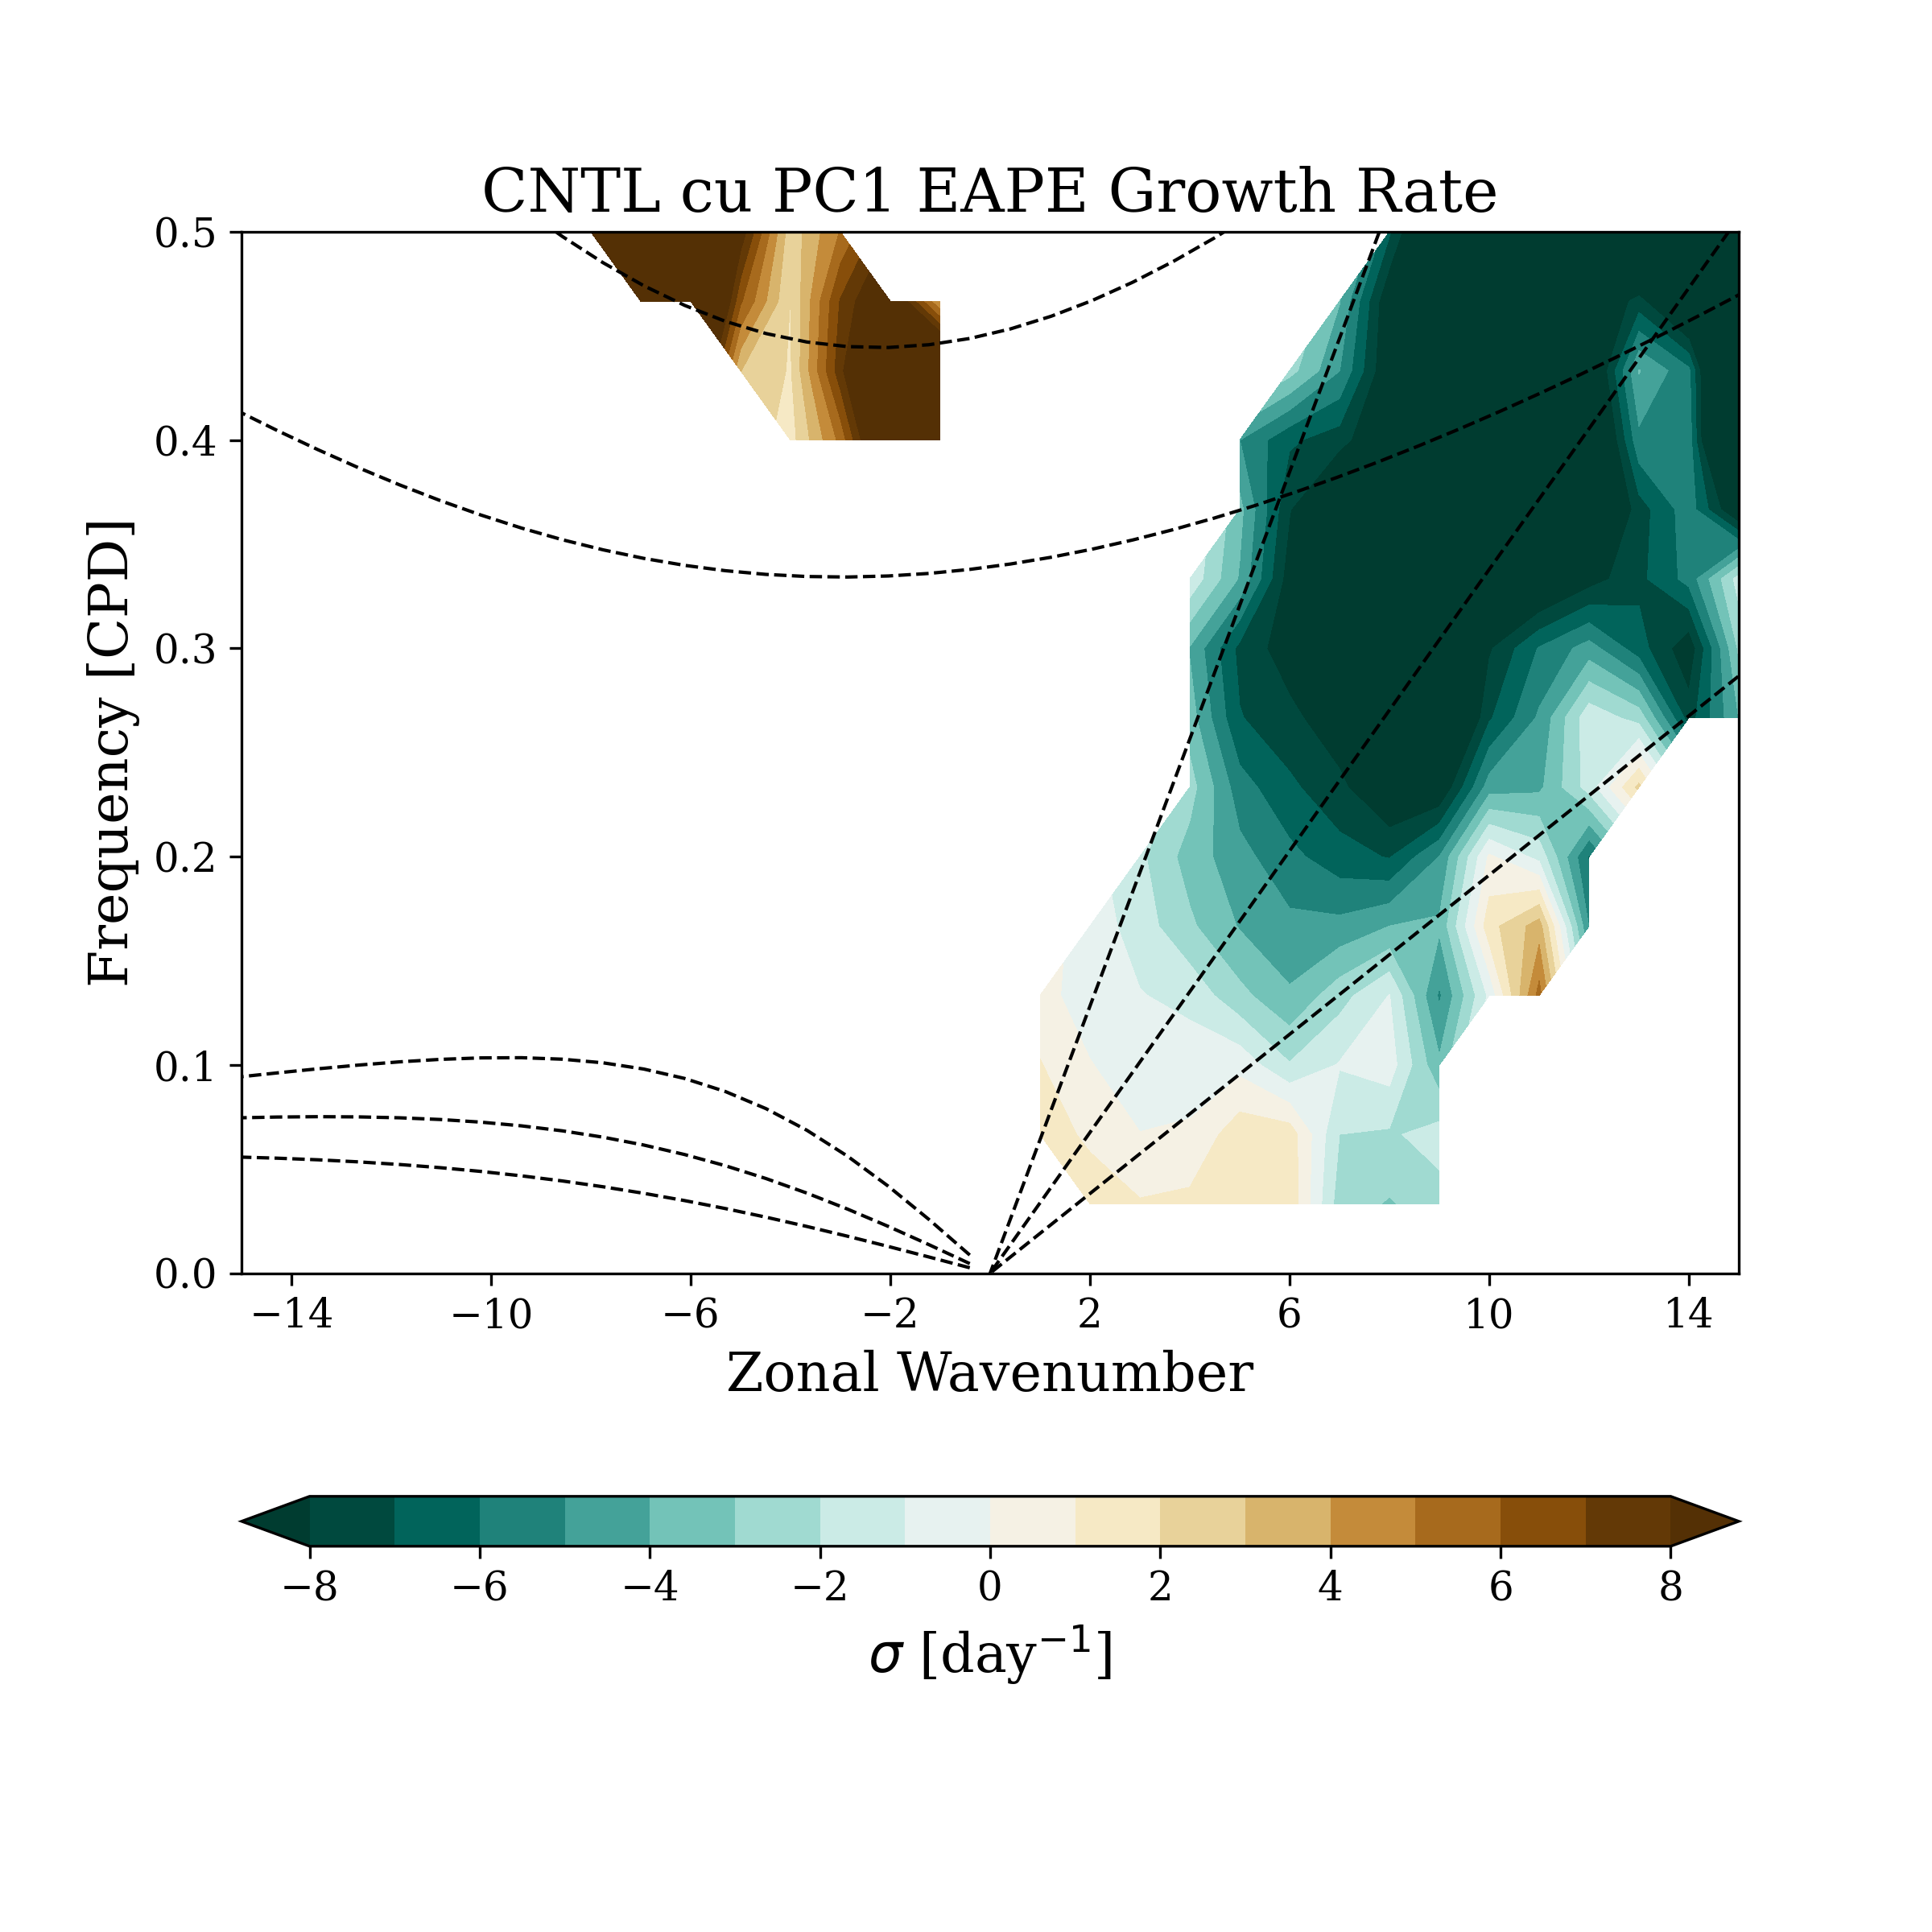 CNTL cu PC1 EAPE Growth Rate
0.5
0.4
0.3
0.2
0.1
0.0
Frequency [CPD]
−14 −10 −6 −2 2 6 10 14
Zonal Wavenumber
−8 −6 −4 −2 0 2 4 6 8
σ [day⁻¹]